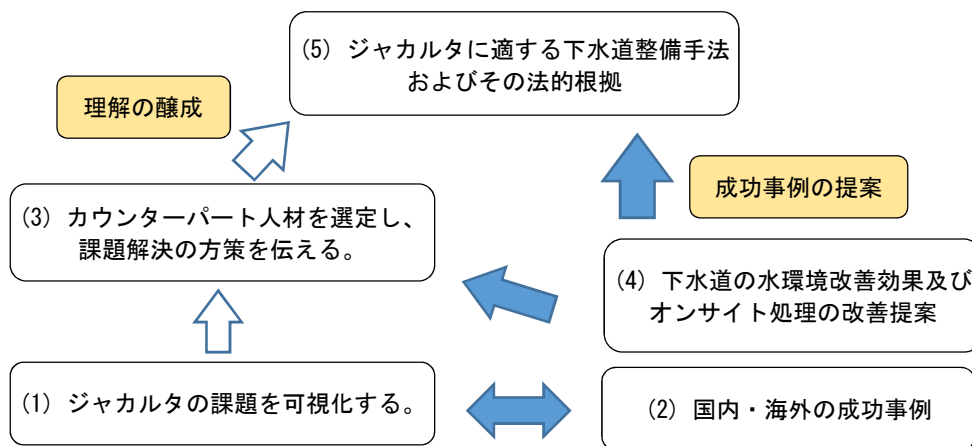 (5) ジャカルタに適する下水道整備手法
およびその法的根拠
理解の醸成
成功事例の提案
(3) カウンターパート人材を選定し、
課題解決の方策を伝える。
(4) 下水道の水環境改善効果及び
オンサイト処理の改善提案
(1) ジャカルタの課題を可視化する。
(2) 国内・海外の成功事例